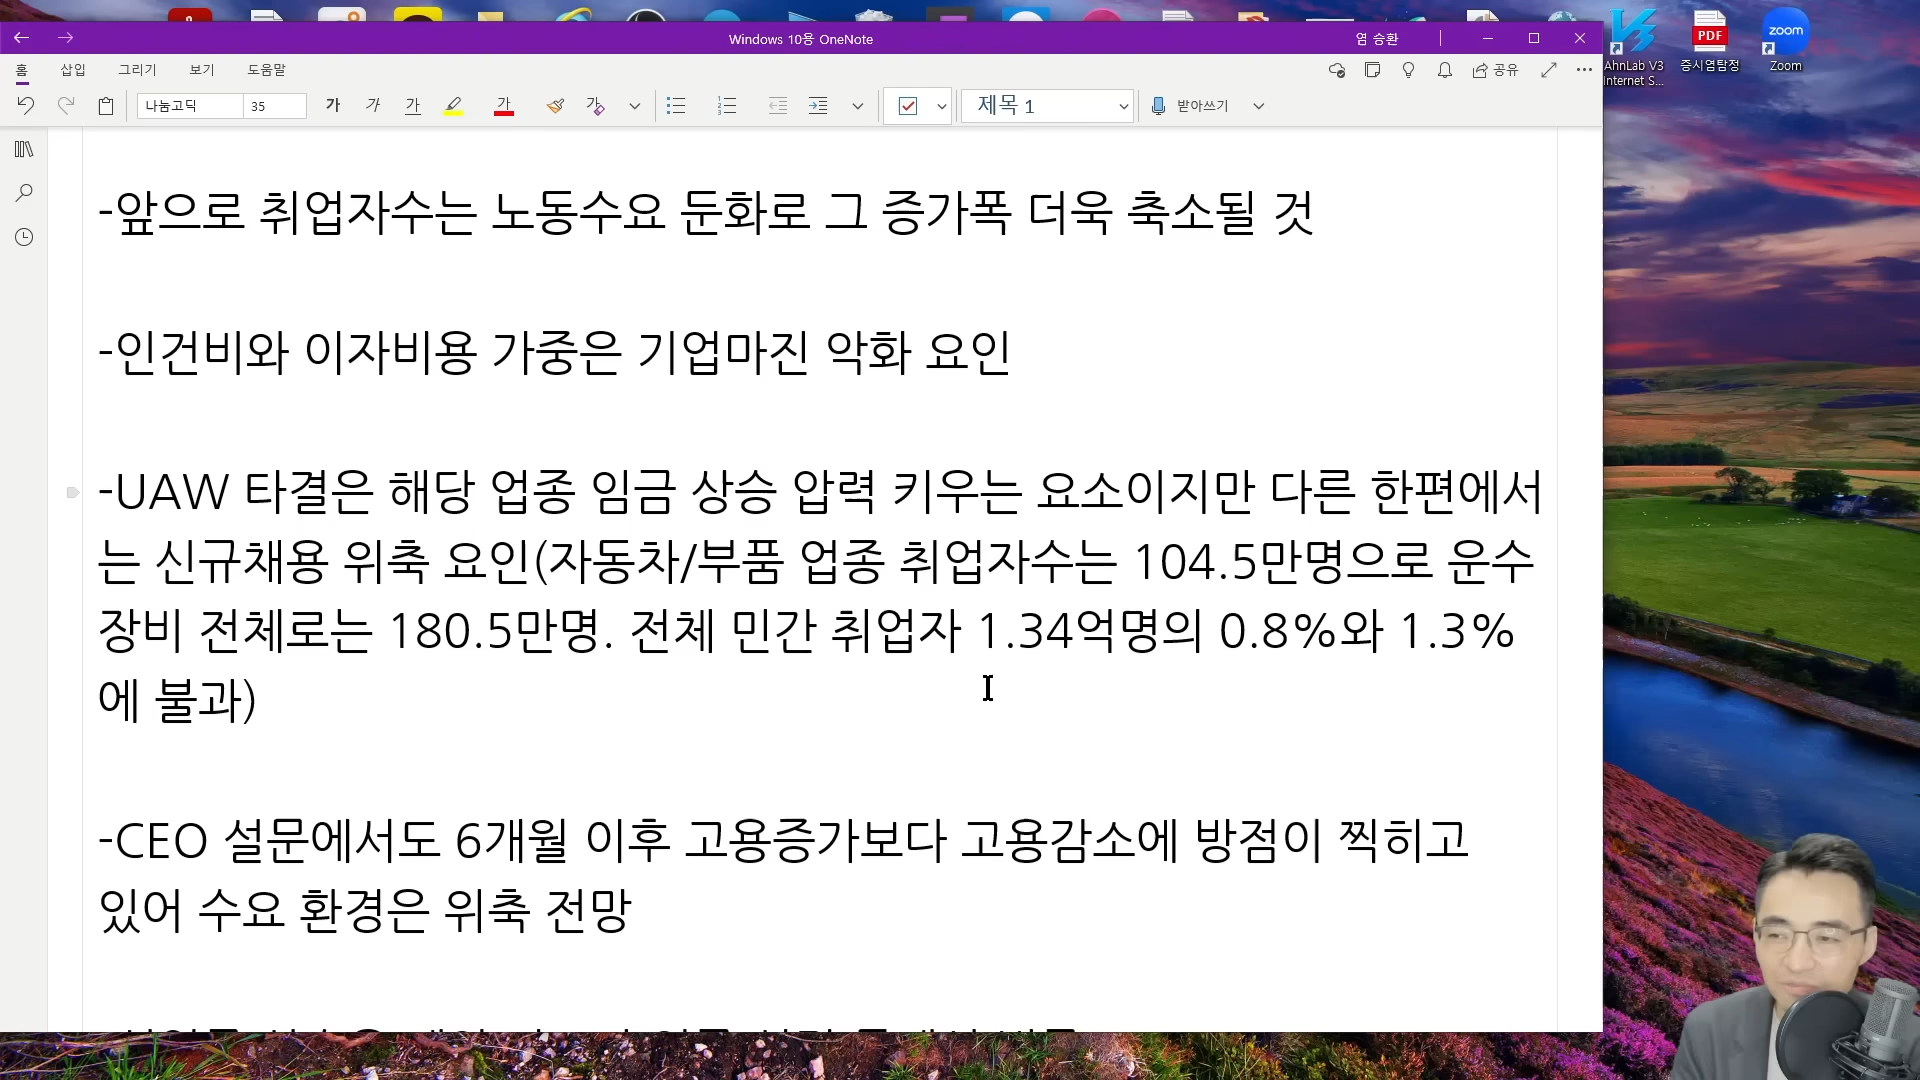 Windows 10용 OneNote
염 승환
AhnLab V3
Internet S...
PDF
증시염탐정
zoom
Zoom
홈
삽입
그리기
보기
도움말
공유
나눔고딕
35
가
가
가
가
가
제목 1
받아쓰기
-앞으로 취업자수는 노동수요 둔화로 그 증가폭 더욱 축소될 것
-인건비와 이자비용 가중은 기업마진 악화 요인
-UAW 타결은 해당 업종 임금 상승 압력 키우는 요소이지만 다른 한편에서
는 신규채용 위축 요인(자동차/부품 업종 취업자수는 104.5만명으로 운수
장비 전체로는 180.5만명. 전체 민간 취업자 1.34억명의 0.8%와 1.3%
에 불과)
-CEO 설문에서도 6개월 이후 고용증가보다 고용감소에 방점이 찍히고
있어 수요 환경은 위축 전망